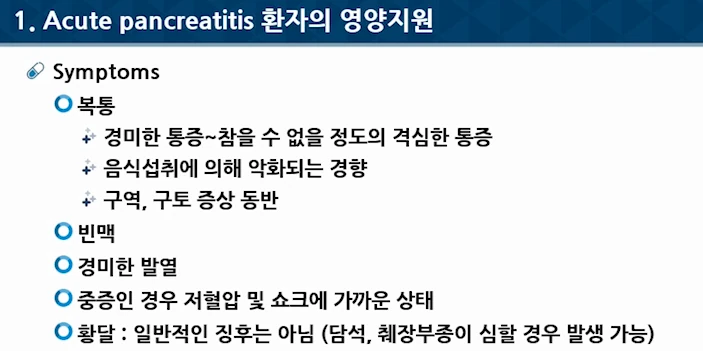 1. Acute pancreatitis 환자의 영양지원
Symptoms
복통
경미한 통증~참을 수 없을 정도의 격심한 통증
음식섭취에 의해 악화되는 경향
구역, 구토 증상 동반
빈맥
경미한 발열
중증인 경우 저혈압 및 쇼크에 가까운 상태
황달 : 일반적인 징후는 아님 (담석, 췌장부종이 심할 경우 발생 가능)